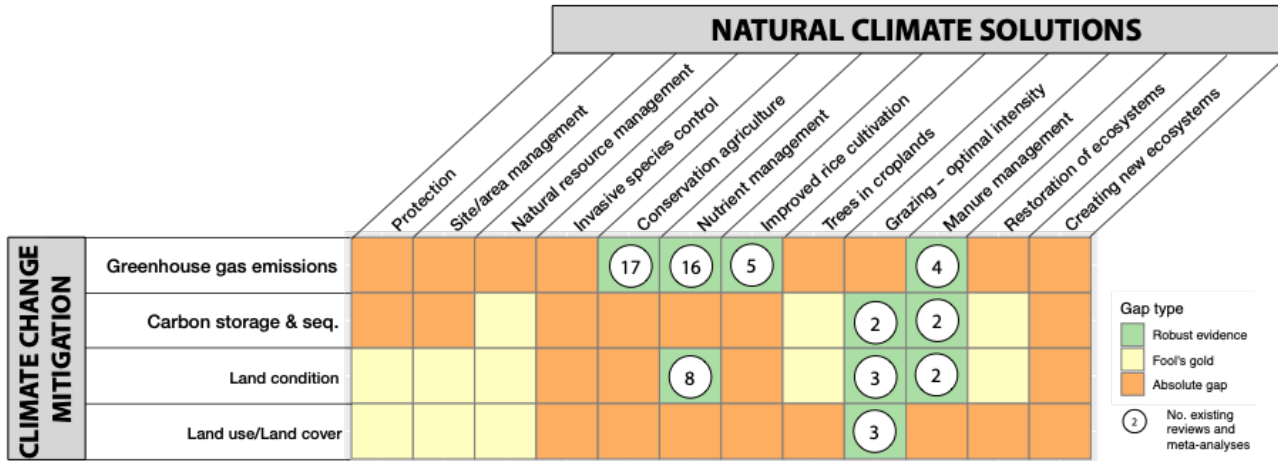 NATURAL CLIMATE SOLUTIONS
Protection
Site/area management
Natural resource management
Invasive species control
Conservation agriculture
Nutrient management
Improved rice cultivation
Trees in croplands
Grazing – optimal intensity
Manure management
Restoration of ecosystems
Creating new ecosystems
CLIMATE CHANGE
MITIGATION
Greenhouse gas emissions
17
16
5
4
Carbon storage & seq.
2
2
Land condition
8
3
2
Land use/Land cover
3
Gap type
Robust evidence
Fool's gold
Absolute gap
2
No. existing
reviews and
meta-analyses